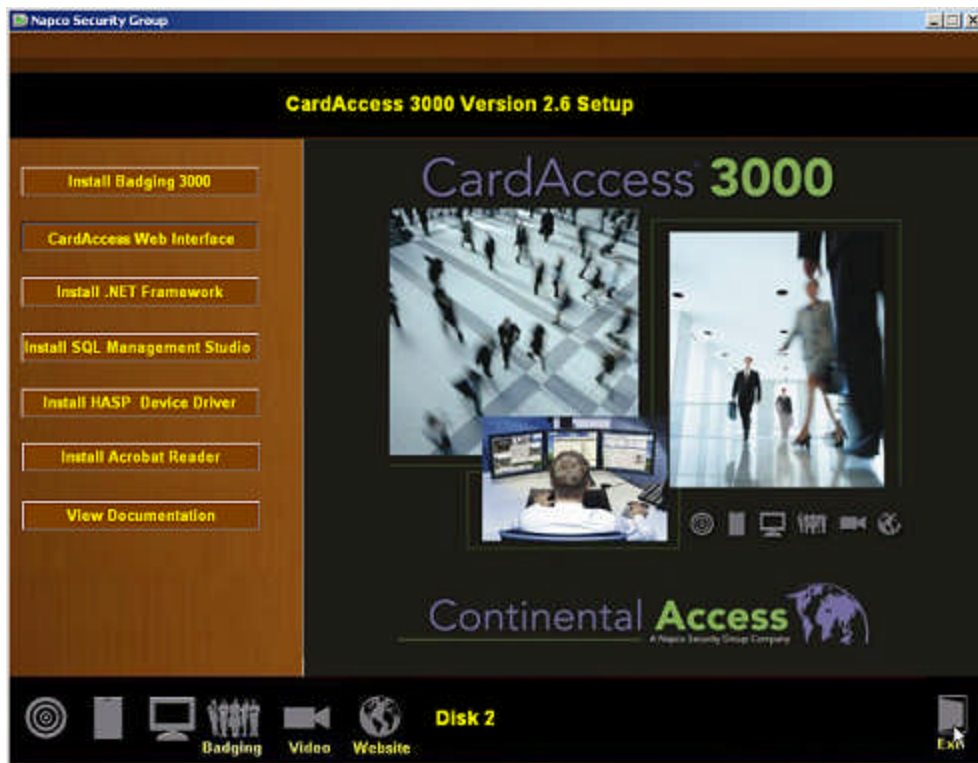 Napco Security Group
CardAccess 3000 Version 2.6 Setup
Install Badging 3000
CardAccess Web Interface
Install .NET Framework
Install SQL Management Studio
Install HASP Device Driver
Install Acrobat Reader
View Documentation
CardAccess 3000
Continental Access
A Napco Security Group Company
Badging
Video
Website
Disk 2
Exit